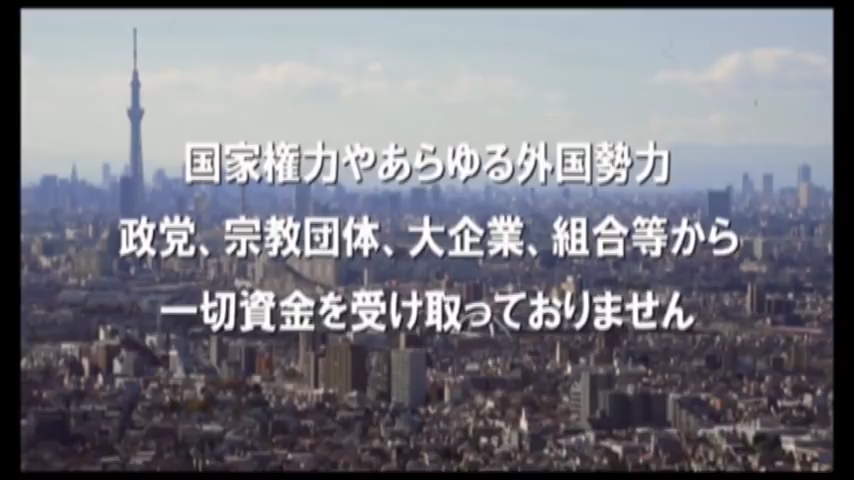 国家権力やあらゆる外国勢力
政党、宗教団体、大企業、組合等から
一切資金を受け取っておりません